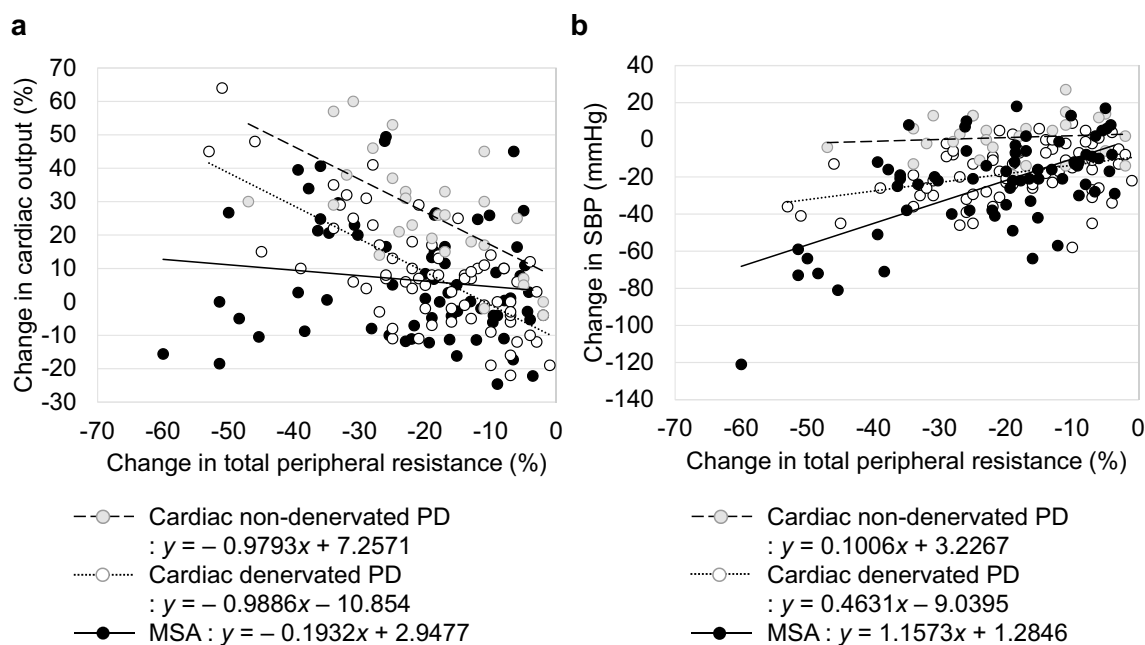 a
70
60
50
40
30
20
10
0
-10
-20
-30
Change in cardiac output (%)
-70 -60 -50 -40 -30 -20 -10 0
Change in total peripheral resistance (%)
Cardiac non-denervated PD
: y = – 0.9793x + 7.2571
Cardiac denervated PD
: y = – 0.9886x – 10.854
MSA : y = – 0.1932x + 2.9477
b
40
20
0
-20
-40
-60
-80
-100
-120
-140
Change in SBP (mmHg)
-70 -60 -50 -40 -30 -20 -10 0
Change in total peripheral resistance (%)
Cardiac non-denervated PD
: y = 0.1006x + 3.2267
Cardiac denervated PD
: y = 0.4631x – 9.0395
MSA : y = 1.1573x + 1.2846